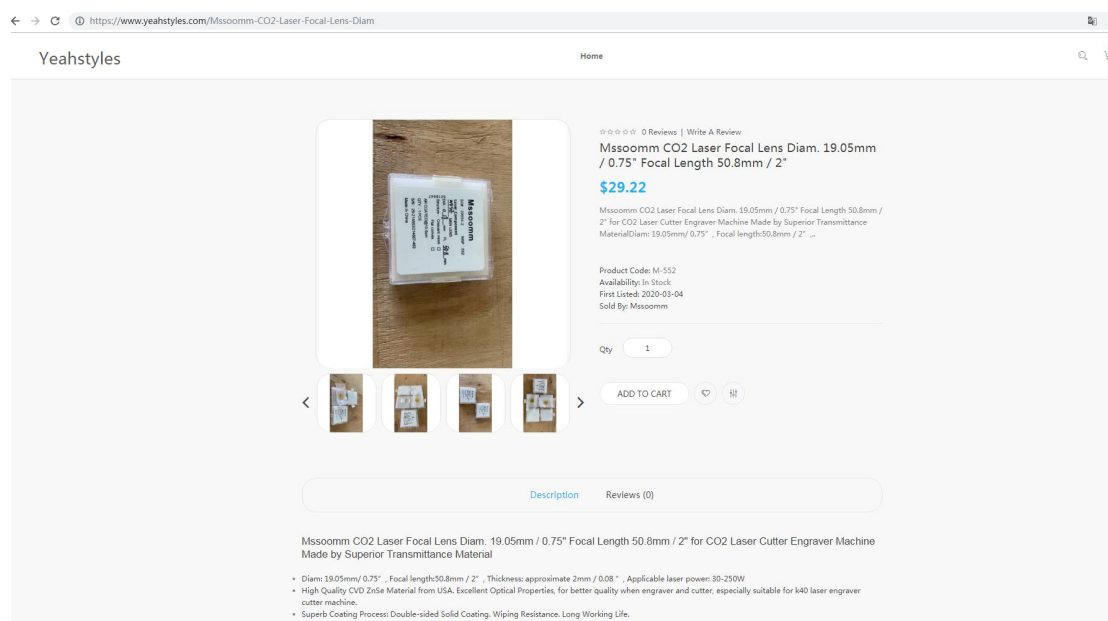 https://www.yeahstyles.com/Mssoomm-CO2-Laser-Focal-Lens-Diam
Yeahstyles
Home
0 Reviews | Write A Review
Mssoomm CO2 Laser Focal Lens Diam. 19.05mm
/ 0.75" Focal Length 50.8mm / 2"
$29.22
Mssoomm CO2 Laser Focal Lens Diam. 19.05mm / 0.75" Focal Length 50.8mm /
2" for CO2 Laser Cutter Engraver Machine Made by Superior Transmittance
MaterialDiam: 19.05mm/ 0.75" , Focal length:50.8mm / 2" ,..
Product Code: M-552
Availability: In Stock
First Listed: 2020-03-04
Sold By: Mssoomm
Qty 1
ADD TO CART
Mssoomm
Made in China
Description Reviews (0)
Mssoomm CO2 Laser Focal Lens Diam. 19.05mm / 0.75" Focal Length 50.8mm / 2" for CO2 Laser Cutter Engraver Machine
Made by Superior Transmittance Material
Diam: 19.05mm/ 0.75" , Focal length:50.8mm / 2" , Thickness: approximate 2mm / 0.08 " , Applicable laser power: 30-250W
High Quality CVD ZnSe Material from USA. Excellent Optical Properties, for better quality when engraver and cutter, especially suitable for k40 laser engraver
cutter machine.
Superb Coating Process: Double-sided Solid Coating. Wiping Resistance. Long Working Life.